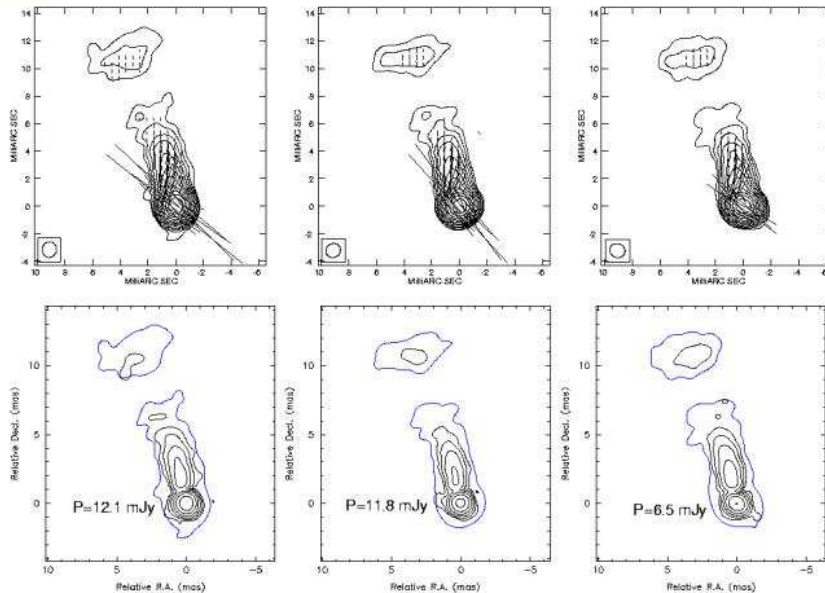 14
12
10
8
6
4
2
0
-2
-4
MilliARC SEC
10 8 6 4 2 0 -2 -4 -6
MilliARC SEC
14
12
10
8
6
4
2
0
-2
-4
MilliARC SEC
10 8 6 4 2 0 -2 -4 -6
MilliARC SEC
14
12
10
8
6
4
2
0
-2
-4
MilliARC SEC
10 8 6 4 2 0 -2 -4 -6
MilliARC SEC
10
5
0
Relative Decl. (mas)
P=12.1 mJy
10 5 0 -5
Relative R.A. (mas)
10
5
0
Relative Decl. (mas)
P=11.8 mJy
10 5 0 -5
Relative R.A. (mas)
10
5
0
Relative Decl. (mas)
P=6.5 mJy
10 5 0 -5
Relative R.A. (mas)